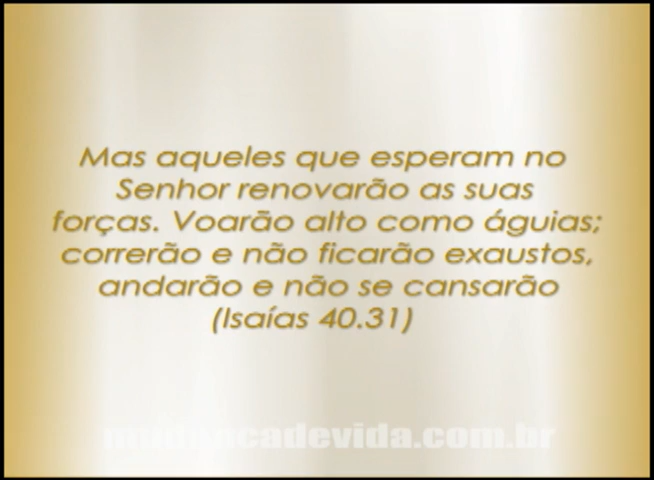 Mas aqueles que esperam no
Senhor renovarão as suas
forças. Voarão alto como águias;
correrão e não ficarão exaustos,
andarão e não se cansarão
(Isaías 40.31)